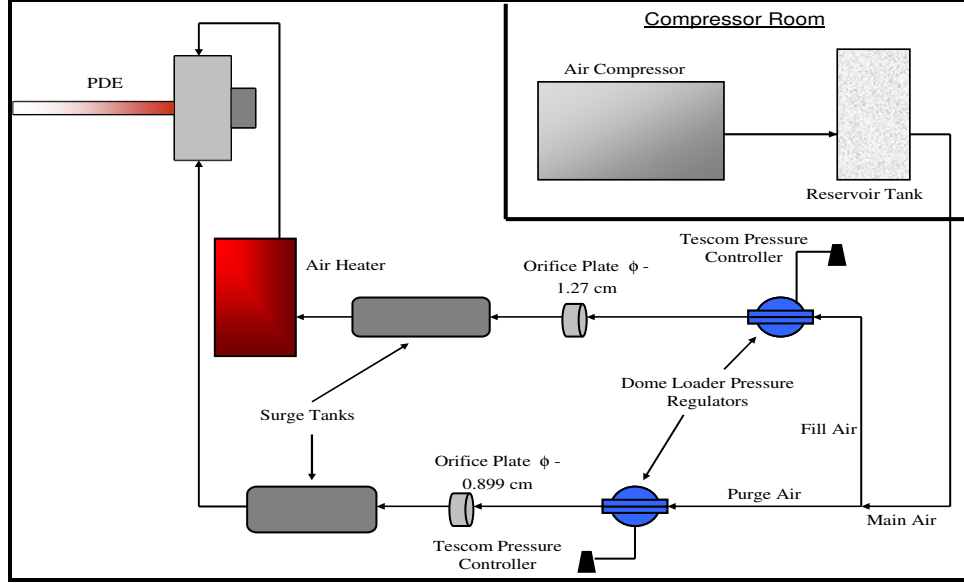 Compressor Room
PDE
Air Compressor
Reservoir Tank
Tescom Pressure
Controller
Air Heater
Orifice Plate ϕ -
1.27 cm
Dome Loader Pressure
Regulators
Surge Tanks
Fill Air
Orifice Plate ϕ -
0.899 cm
Purge Air
Main Air
Tescom Pressure
Controller